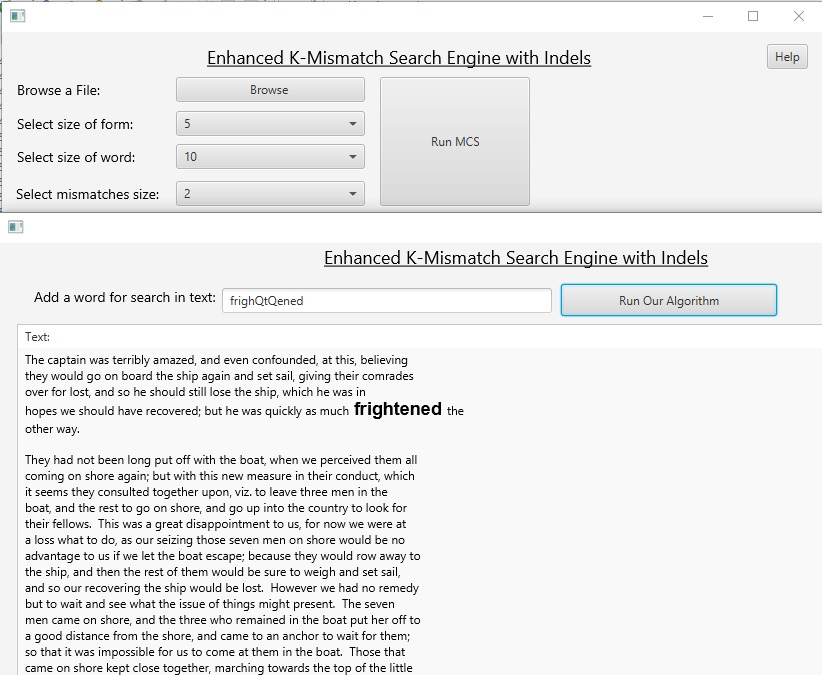 Enhanced K-Mismatch Search Engine with Indels
Help
Browse a File:
Browse
Select size of form:
5
Run MCS
Select size of word:
10
Select mismatches size:
2
Enhanced K-Mismatch Search Engine with Indels
Add a word for search in text:
frighQtQened
Run Our Algorithm
Text:
The captain was terribly amazed, and even confounded, at this, believing
they would go on board the ship again and set sail, giving their comrades
over for lost, and so he should still lose the ship, which he was in
hopes we should have recovered; but he was quickly as much frightened the
other way.
They had not been long put off with the boat, when we perceived them all
coming on shore again; but with this new measure in their conduct, which
it seems they consulted together upon, viz. to leave three men in the
boat, and the rest to go on shore, and go up into the country to look for
their fellows.  This was a great disappointment to us, for now we were at
a loss what to do, as our seizing those seven men on shore would be no
advantage to us if we let the boat escape; because they would row away to
the ship, and then the rest of them would be sure to weigh and set sail,
and so our recovering the ship would be lost.  However we had no remedy
but to wait and see what the issue of things might present.  The seven
men came on shore, and the three who remained in the boat put her off to
a good distance from the shore, and came to an anchor to wait for them;
so that it was impossible for us to come at them in the boat.  Those that
came on shore kept close together, marching towards the top of the little